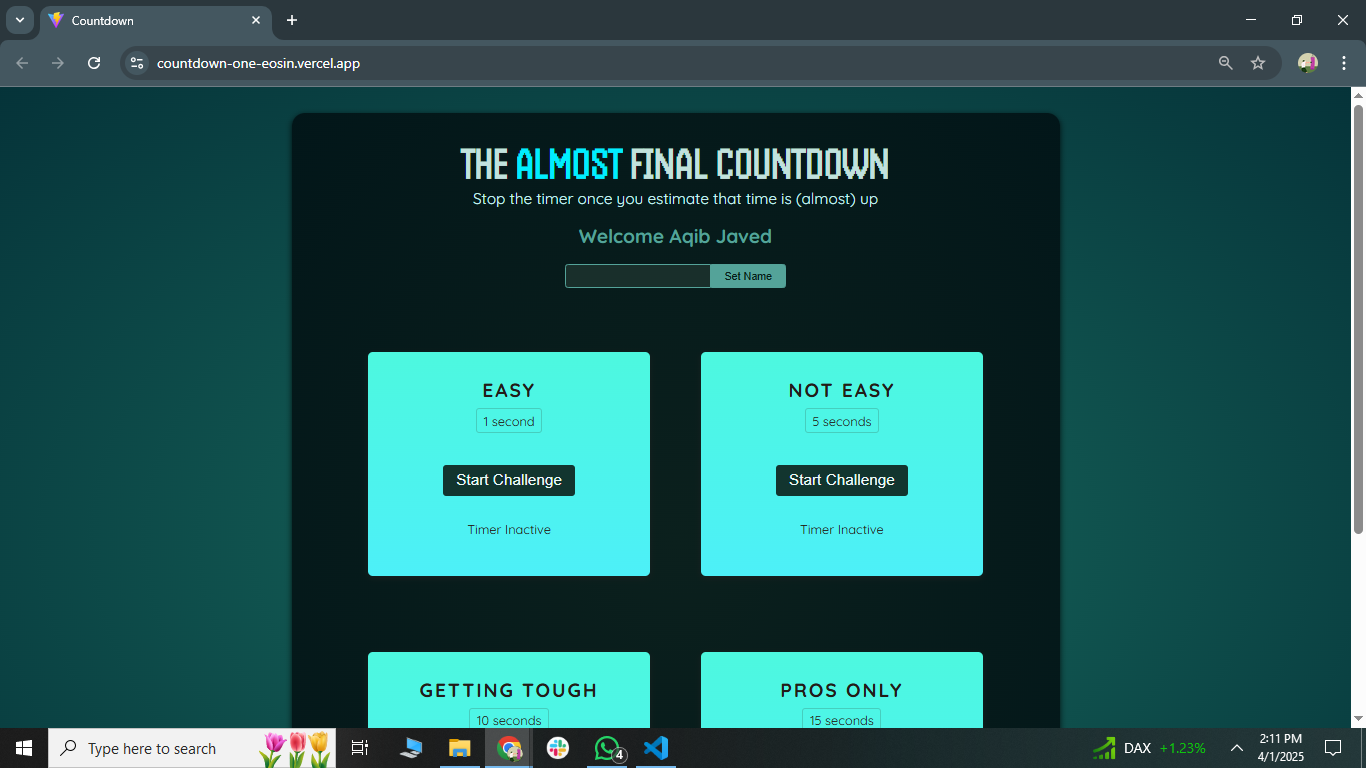 Countdown
countdown-one-eosin.vercel.app
THE ALMOST FINAL COUNTDOWN
Stop the timer once you estimate that time is (almost) up
Welcome Aqib Javed
Set Name
EASY
1 second
Start Challenge
Timer Inactive
NOT EASY
5 seconds
Start Challenge
Timer Inactive
GETTING TOUGH
10 seconds
PROS ONLY
15 seconds
Type here to search
4
DAX +1.23%
2:11 PM
4/1/2025